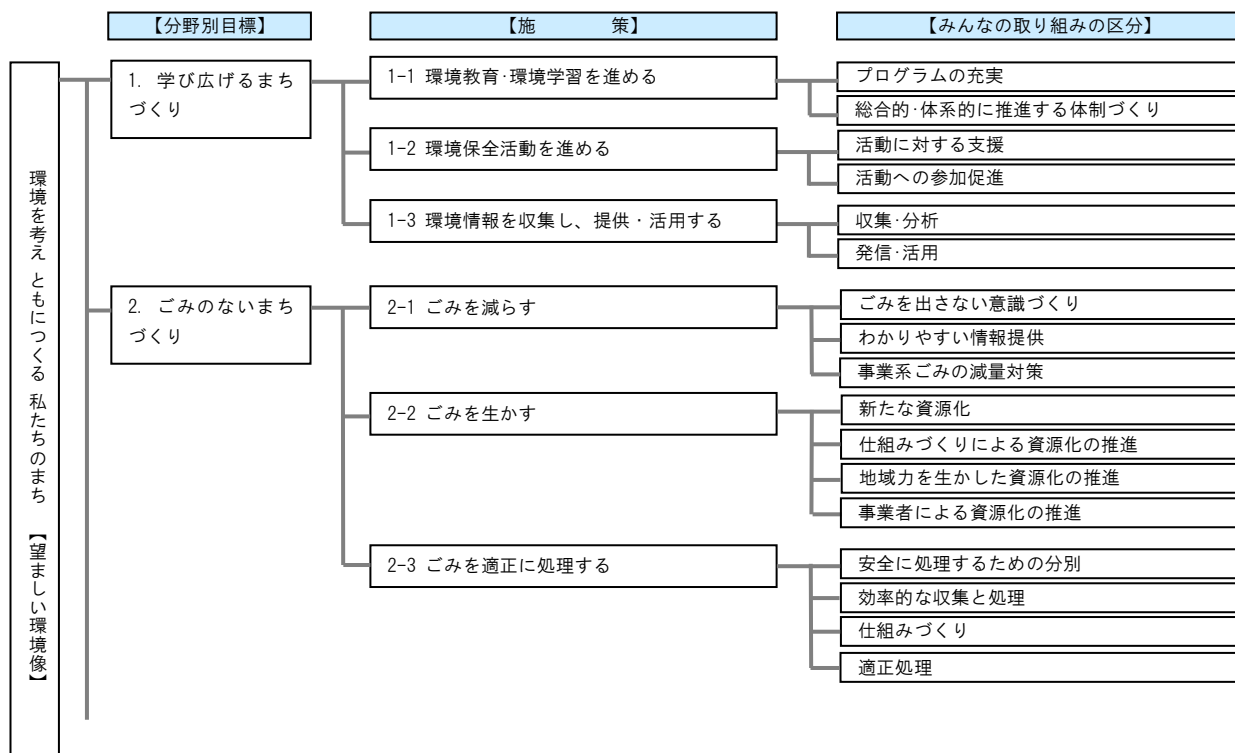 【分野別目標】
【施　　　策】
【みんなの取り組みの区分】
環境を考え ともにつくる 私たちのまち 【望ましい環境像】
1. 学び広げるまち
づくり
1-1 環境教育･環境学習を進める
プログラムの充実
総合的･体系的に推進する体制づくり
1-2 環境保全活動を進める
活動に対する支援
活動への参加促進
1-3 環境情報を収集し、提供・活用する
収集･分析
発信･活用
2. ごみのないまち
づくり
2-1 ごみを減らす
ごみを出さない意識づくり
わかりやすい情報提供
事業系ごみの減量対策
2-2 ごみを生かす
新たな資源化
仕組みづくりによる資源化の推進
地域力を生かした資源化の推進
事業者による資源化の推進
2-3 ごみを適正に処理する
安全に処理するための分別
効率的な収集と処理
仕組みづくり
適正処理